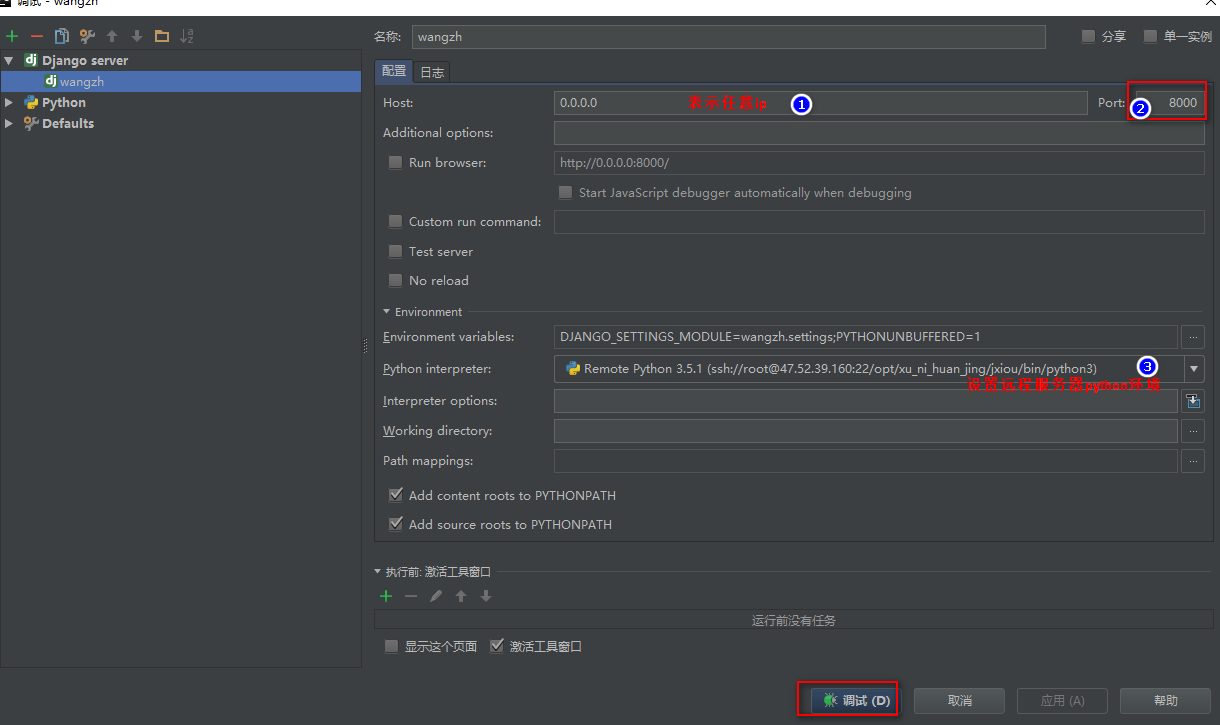 调试 - wangzh
名称: wangzh 分享 单一实例
Django server
wangzh
Python
Defaults
配置 日志
Host: 0.0.0.0 表示任意ip 1 Port: 2 8000
Additional options:
Run browser: http://0.0.0.0:8000/
Start JavaScript debugger automatically when debugging
Custom run command:
Test server
No reload
Environment
Environment variables: DJANGO_SETTINGS_MODULE=wangzh.settings;PYTHONUNBUFFERED=1 ...
Python interpreter: Remote Python 3.5.1 (ssh://root@47.52.39.160:22/opt/xu_ni_huan_jing/jxiou/bin/python3) 3
设置远程服务器python环境
Interpreter options:
Working directory: ...
Path mappings: ...
Add content roots to PYTHONPATH
Add source roots to PYTHONPATH
执行前: 激活工具窗口
运行前没有任务
显示这个页面 激活工具窗口
调试 (D) 取消 应用 (A) 帮助